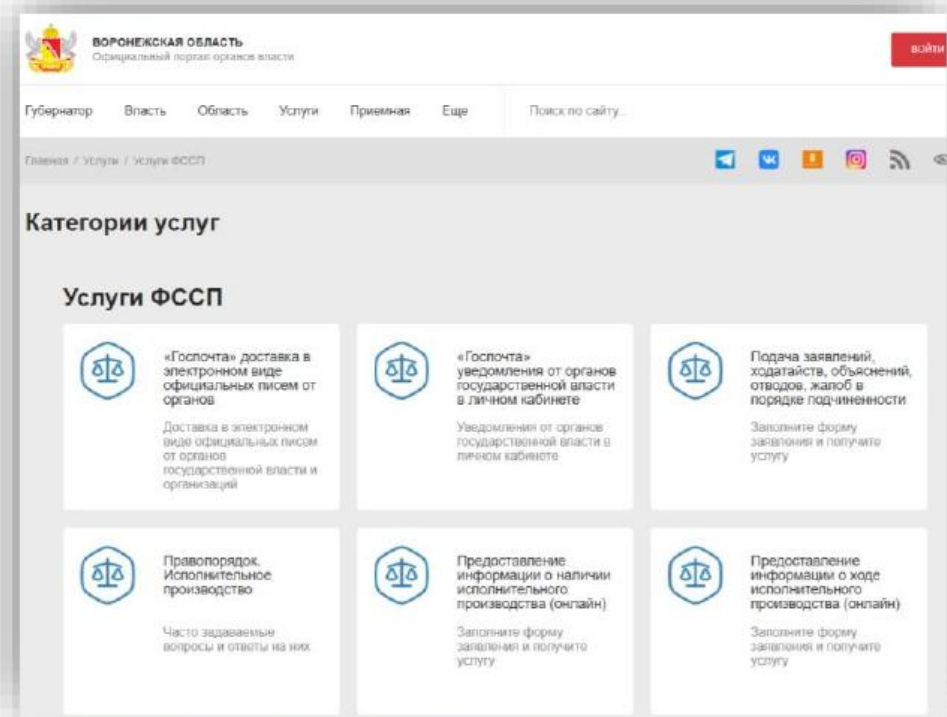 ВОРОНЕЖСКАЯ ОБЛАСТЬ
Официальный портал органов власти
ВОЙТИ
Губернатор Власть Область Услуги Приемная Еще Поиск по сайту...
Главная / Услуги / Услуги ФССП
Категории услуг
Услуги ФССП
«Госпочта» доставка в
электронном виде
официальных писем от
органов
Доставка в электронном
виде официальных писем
от органов
государственной власти и
организаций
«Госпочта»
уведомления от органов
государственной власти
в личном кабинете
Уведомления от органов
государственной власти в
личном кабинете
Подача заявлений,
ходатайств, объяснений,
отводов, жалоб в
порядке подчиненности
Заполните форму
заявления и получите
услугу
Правопорядок.
Исполнительное
производство
Часто задаваемые
вопросы и ответы на них
Предоставление
информации о наличии
исполнительного
производства (онлайн)
Заполните форму
заявления и получите
услугу
Предоставление
информации о ходе
исполнительного
производства (онлайн)
Заполните форму
заявления и получите
услугу